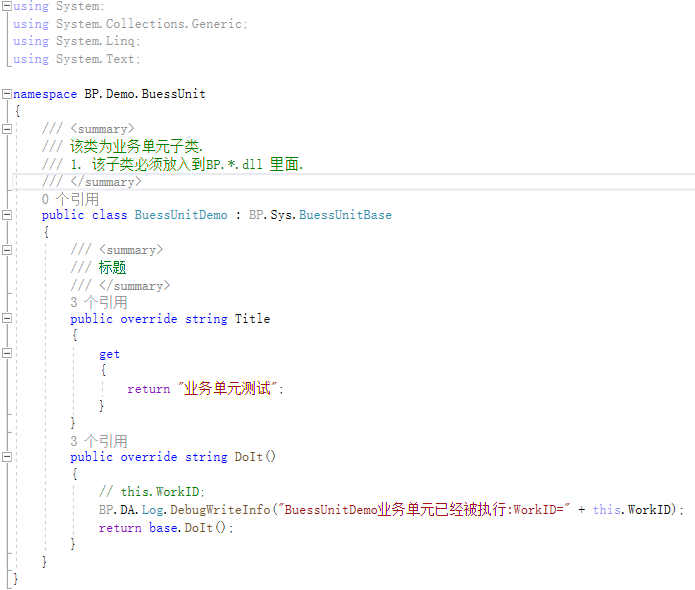 using System;
using System.Collections.Generic;
using System.Linq;
using System.Text;
namespace BP.Demo.BuessUnit
{
/// <summary>
/// 该类为业务单元子类.
/// 1. 该子类必须放入到BP.*.dll 里面.
/// </summary>
0 个引用
public class BuessUnitDemo : BP.Sys.BuessUnitBase
{
/// <summary>
/// 标题
/// </summary>
3 个引用
public override string Title
{
get
{
return "业务单元测试";
}
}
3 个引用
public override string DoIt()
{
// this.WorkID;
BP.DA.Log.DebugWriteInfo("BuessUnitDemo业务单元已经被执行:WorkID=" + this.WorkID);
return base.DoIt();
}
}
}